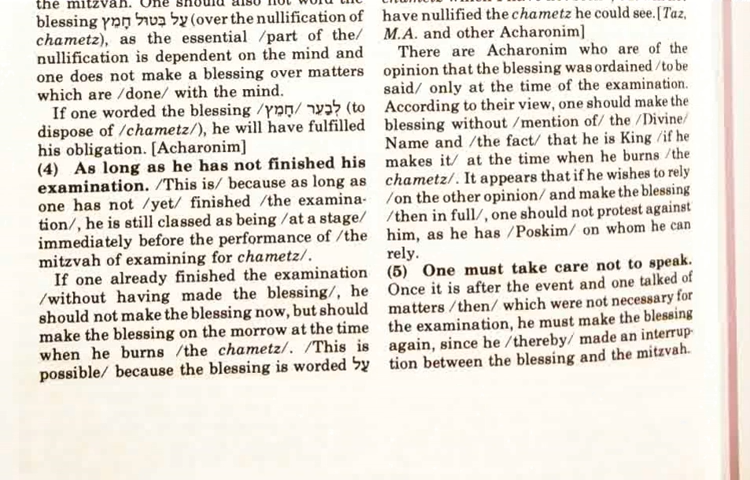 the mitzvah. One should also not word the
blessing עַל בִּטוּל חָמֵץ (over the nullification of
chametz), as the essential /part of the/
nullification is dependent on the mind and
one does not make a blessing over matters
which are /done/ with the mind.
If one worded the blessing /לְבַעֵר /חָמֵץ (to
dispose of /chametz/), he will have fulfilled
his obligation. [Acharonim]
(4) As long as he has not finished his
examination. /This is/ because as long as
one has not /yet/ finished /the examina-
tion/, he is still classed as being /at a stage/
immediately before the performance of /the
mitzvah of examining for chametz/.
If one already finished the examination
/without having made the blessing/, he
should not make the blessing now, but should
make the blessing on the morrow at the time
when he burns /the chametz/. /This is
possible/ because the blessing is worded עַל
have nullified the chametz he could see.[Taz,
M.A. and other Acharonim]
There are Acharonim who are of the
opinion that the blessing was ordained /to be
said/ only at the time of the examination.
According to their view, one should make the
blessing without /mention of/ the /Divine/
Name and /the fact/ that he is King /if he
makes it/ at the time when he burns /the
chametz/. It appears that if he wishes to rely
/on the other opinion/ and make the blessing
/then in full/, one should not protest against
him, as he has /Poskim/ on whom he can
rely.
(5) One must take care not to speak.
Once it is after the event and one talked of
matters /then/ which were not necessary for
the examination, he must make the blessing
again, since he /thereby/ made an interrup-
tion between the blessing and the mitzvah.